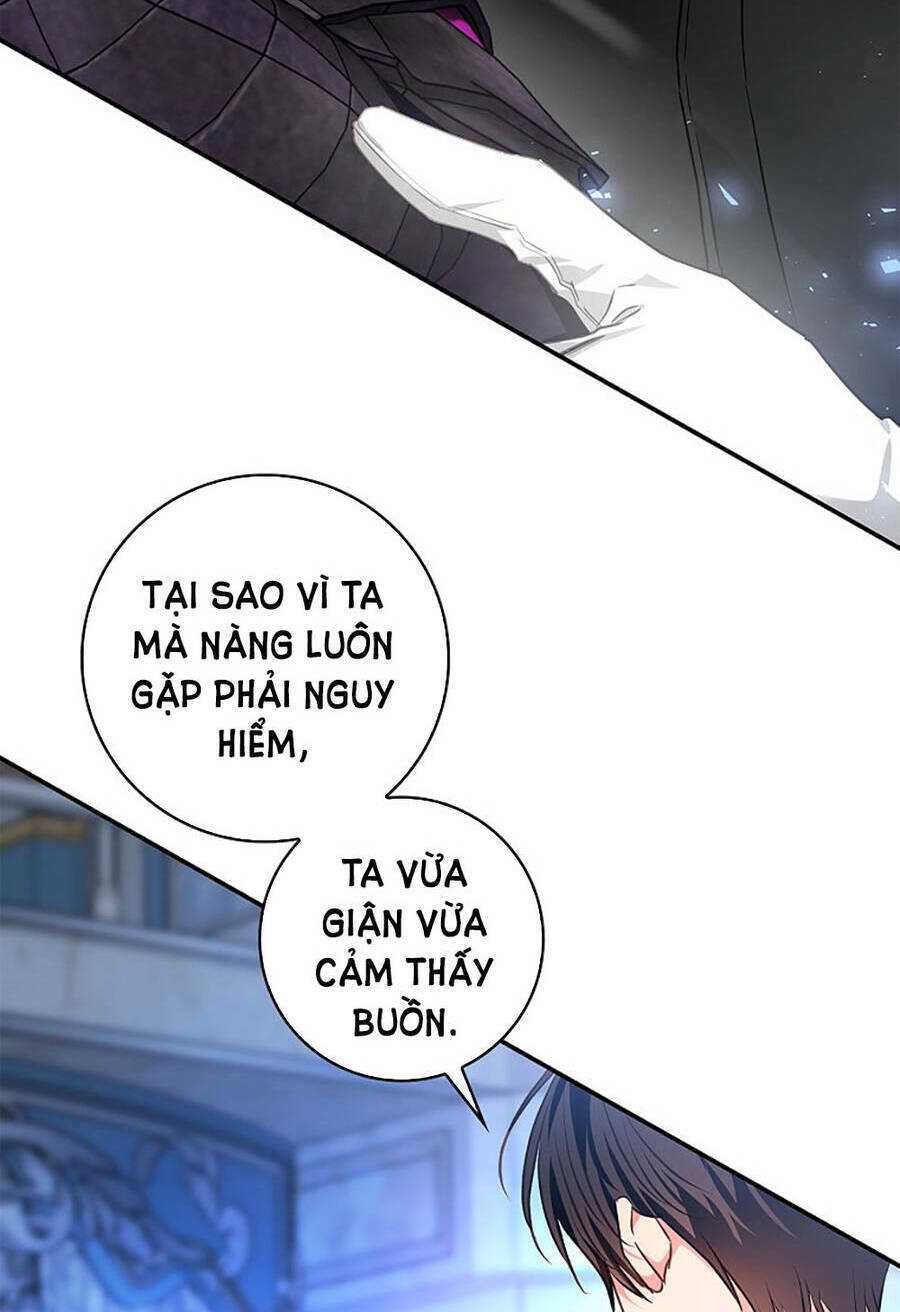 TẠI SAO VÌ TA
MÀ NÀNG LUÔN
GẶP PHẢI NGUY
HIỂM,
TA VỪA
GIẬN VỪA
CẢM THẤY
BUỒN.